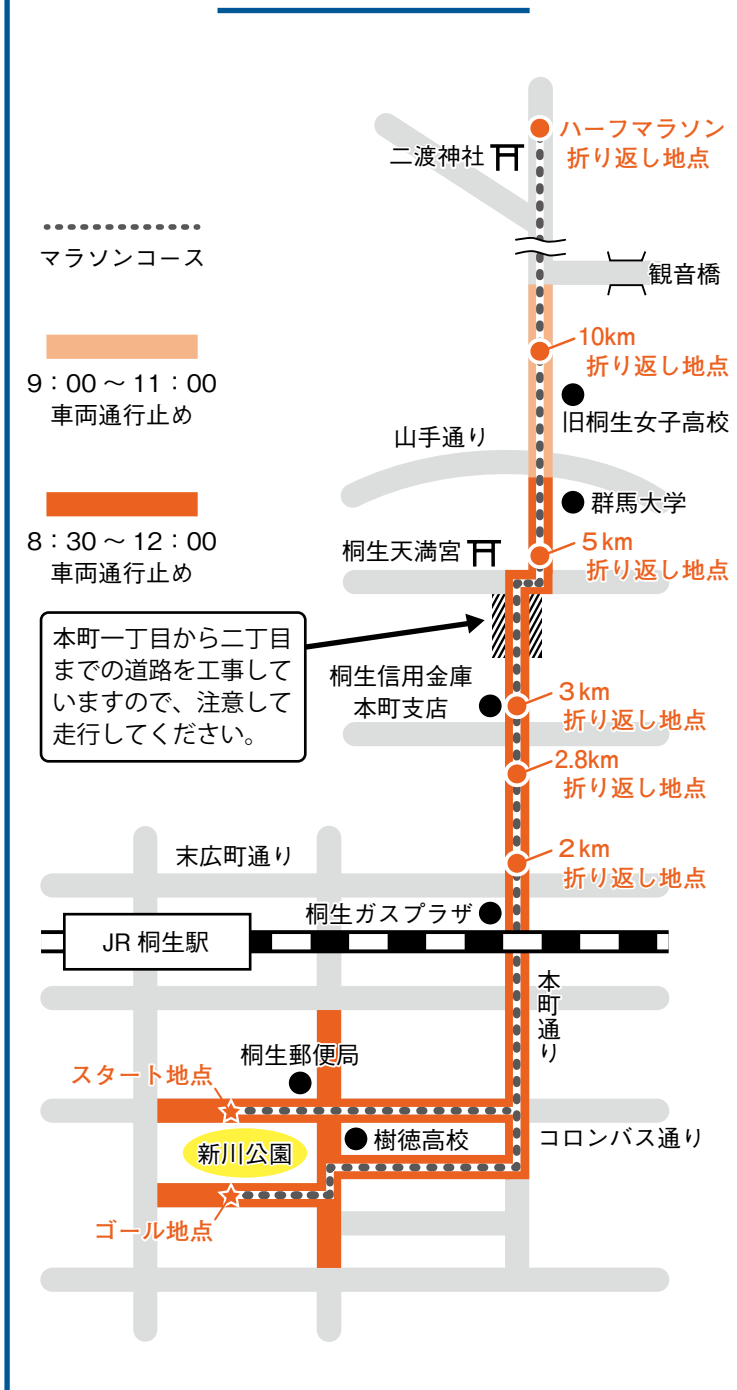 ハーフマラソン
折り返し地点
二渡神社
マラソンコース
観音橋
9：00～11：00
車両通行止め
10km
折り返し地点
旧桐生女子高校
山手通り
群馬大学
8：30～12：00
車両通行止め
桐生天満宮
5km
折り返し地点
本町一丁目から二丁目
までの道路を工事して
いますので、注意して
走行してください。
桐生信用金庫
本町支店
3km
折り返し地点
2.8km
折り返し地点
末広町通り
2km
折り返し地点
桐生ガスプラザ
JR 桐生駅
本町通り
桐生郵便局
スタート地点
樹徳高校
コロンバス通り
新川公園
ゴール地点